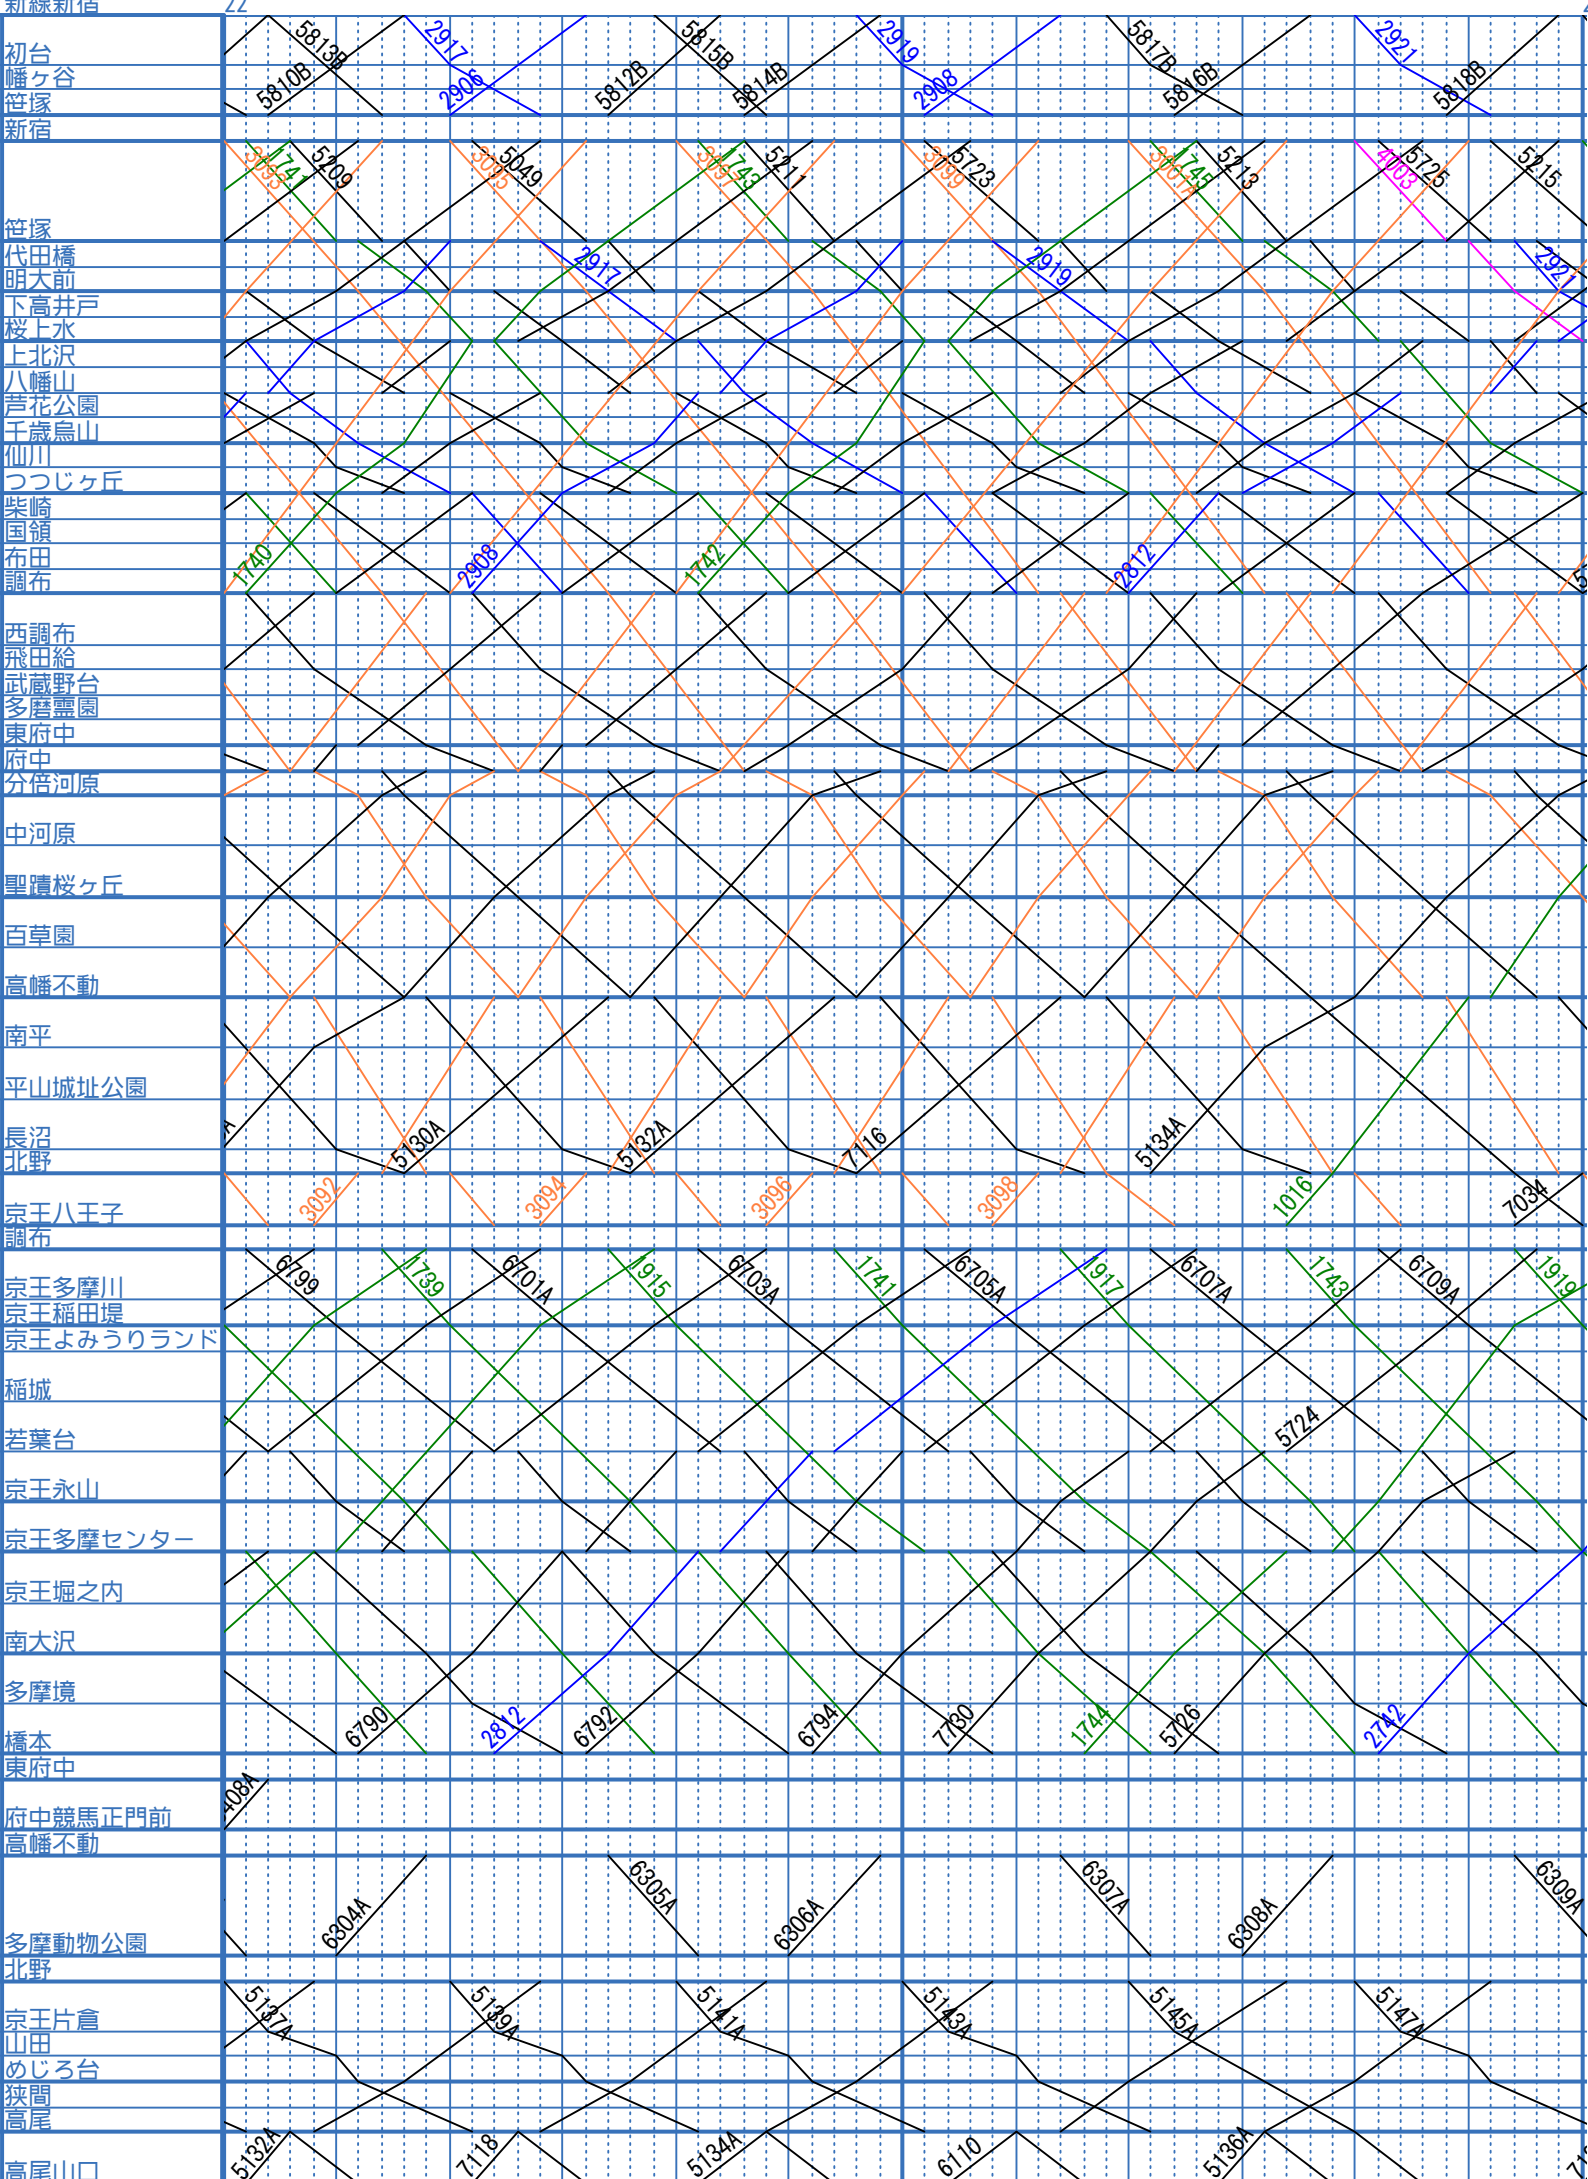 新線新宿 22
初台 5813B 2917 5815B 2919 5817B 2921
幡ヶ谷 5810B 2906 5812B 5814B 2908 5816B 5818B
笹塚
新宿
3093 1741 5209 3095 5049 3097 1743 5211 3099 5723 3001A 1745 5213 4003 5725 5215
笹塚
代田橋 2917 2919 2921
明大前
下高井戸
桜上水
上北沢
八幡山
芦花公園
千歳烏山
仙川
つつじヶ丘
柴崎
国領
布田 1740 2908 1742 2812
調布
西調布
飛田給
武蔵野台
多磨霊園
東府中
府中
分倍河原
中河原
聖蹟桜ヶ丘
百草園
高幡不動
南平
平山城址公園
長沼 A 5130A 5132A 7116 5134A
北野
京王八王子 3092 3094 3096 3098 1016 7034
調布
京王多摩川 6799 1739 6701A 1915 6703A 1741 6705A 1917 6707A 1743 6709A 1919
京王稲田堤
京王よみうりランド
稲城
若葉台 5724
京王永山
京王多摩センター
京王堀之内
南大沢
多摩境
橋本 6790 2812 6792 6794 7730 1744 5726 2742
東府中
府中競馬正門前 408A
高幡不動
6305A 6307A 6309A
多摩動物公園 6304A 6306A 6308A
北野
京王片倉 5137A 5139A 5141A 5143A 5145A 5147A
山田
めじろ台
狭間
高尾
高尾山口 5132A 7118 5134A 6110 5136A